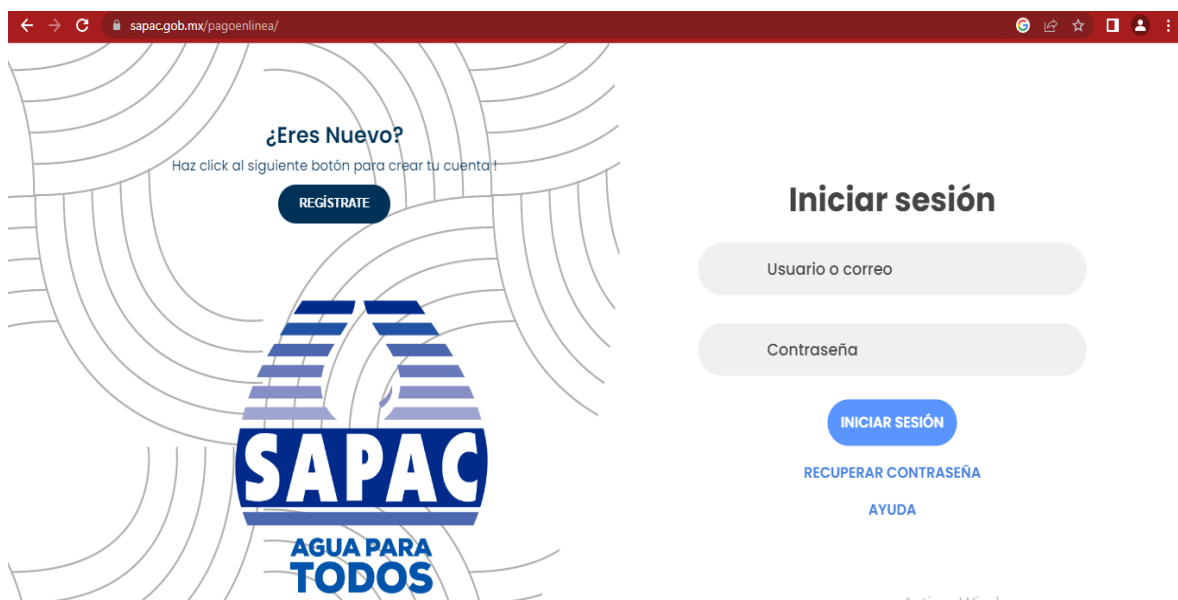 sapac.gob.mx/pagoenlinea/
¿Eres Nuevo?
Haz click al siguiente botón para crear tu cuenta !
REGÍSTRATE
SAPAC
AGUA PARA
TODOS
Iniciar sesión
Usuario o correo
Contraseña
INICIAR SESIÓN
RECUPERAR CONTRASEÑA
AYUDA